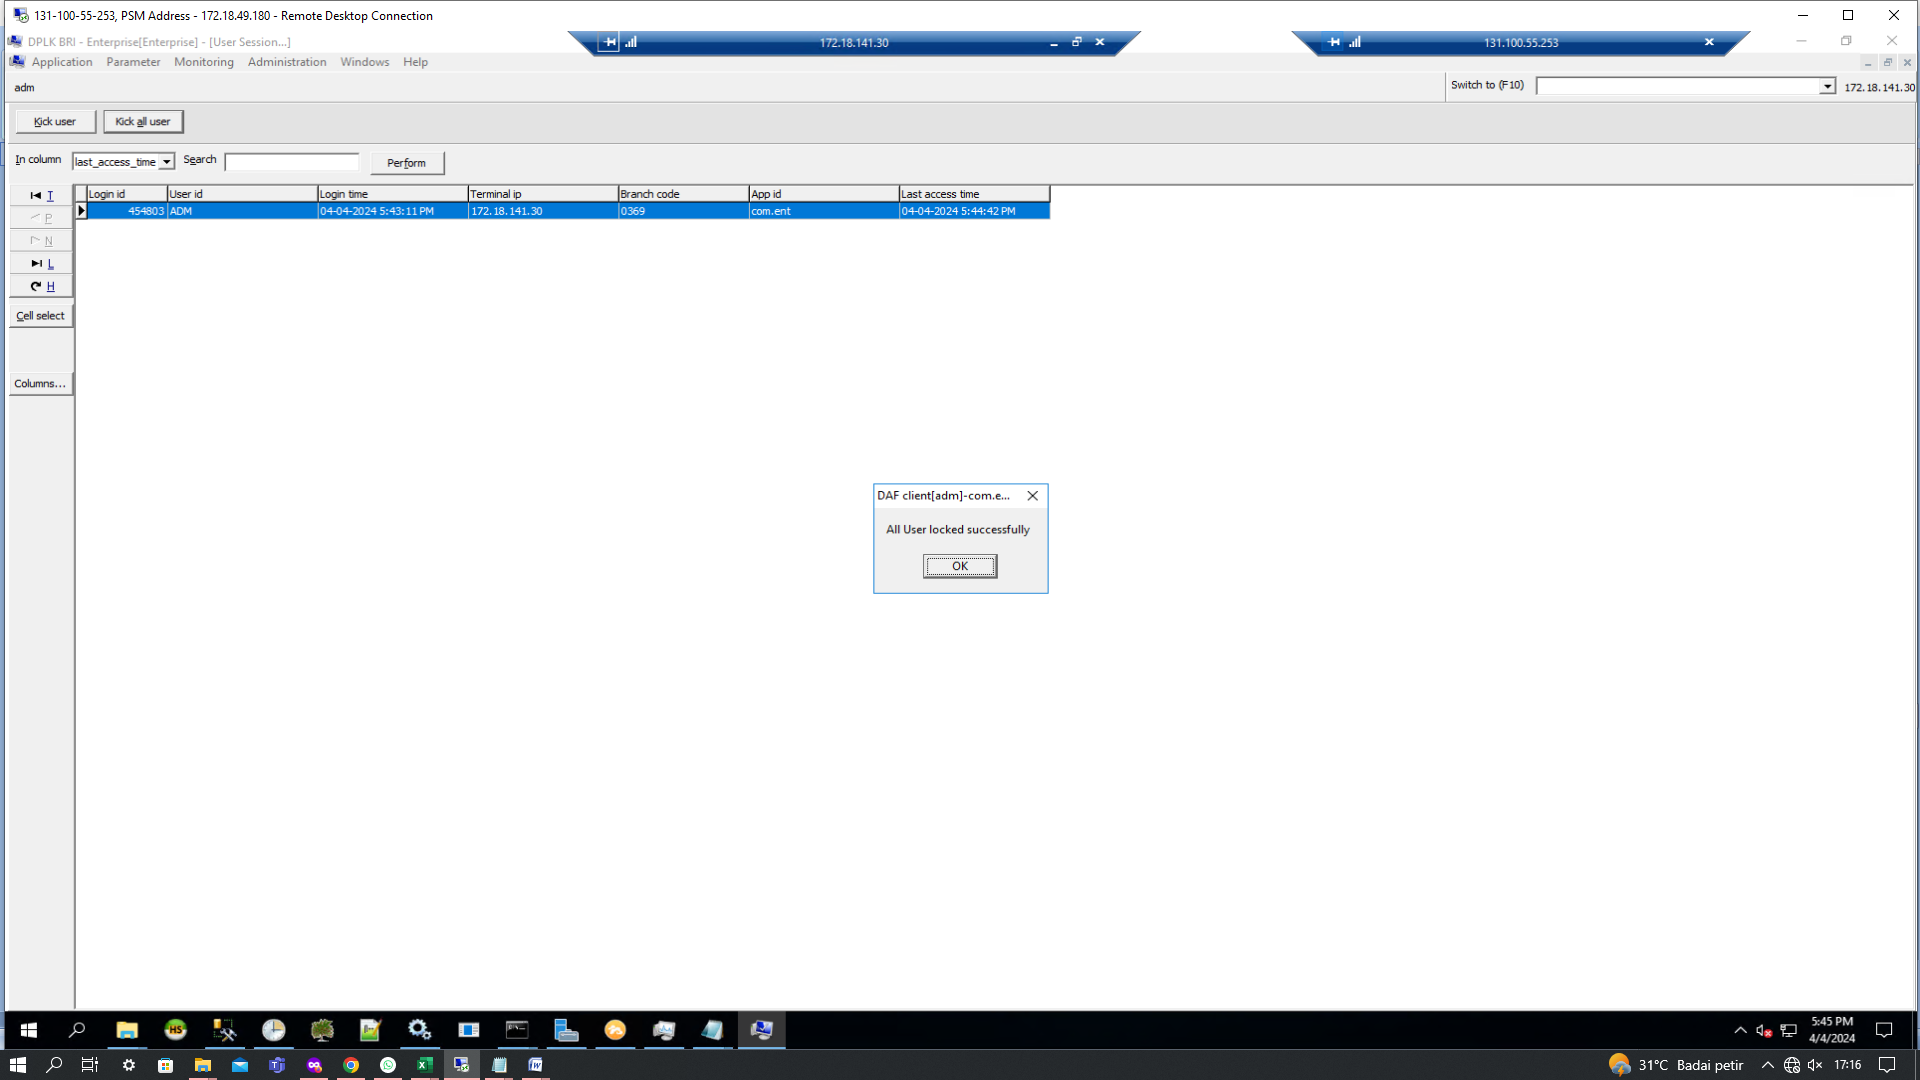 131-100-55-253, PSM Address - 172.18.49.180 - Remote Desktop Connection
DPLK BRI - Enterprise[Enterprise] - [User Session...]
172.18.141.30
131.100.55.253
Application Parameter Monitoring Administration Windows Help
adm
Switch to (F10)
172.18.141.30
Kick user
Kick all user
In column
last_access_time
Search
Perform
T
P
N
L
H
Cell select
Columns...
Login id User id Login time Terminal ip Branch code App id Last access time
454803 ADM 04-04-2024 5:43:11 PM 172.18.141.30 0369 com.ent 04-04-2024 5:44:42 PM
DAF client[adm]-com.e...
All User locked successfully
OK
HS
5:45 PM
4/4/2024
31°C Badai petir
17:16